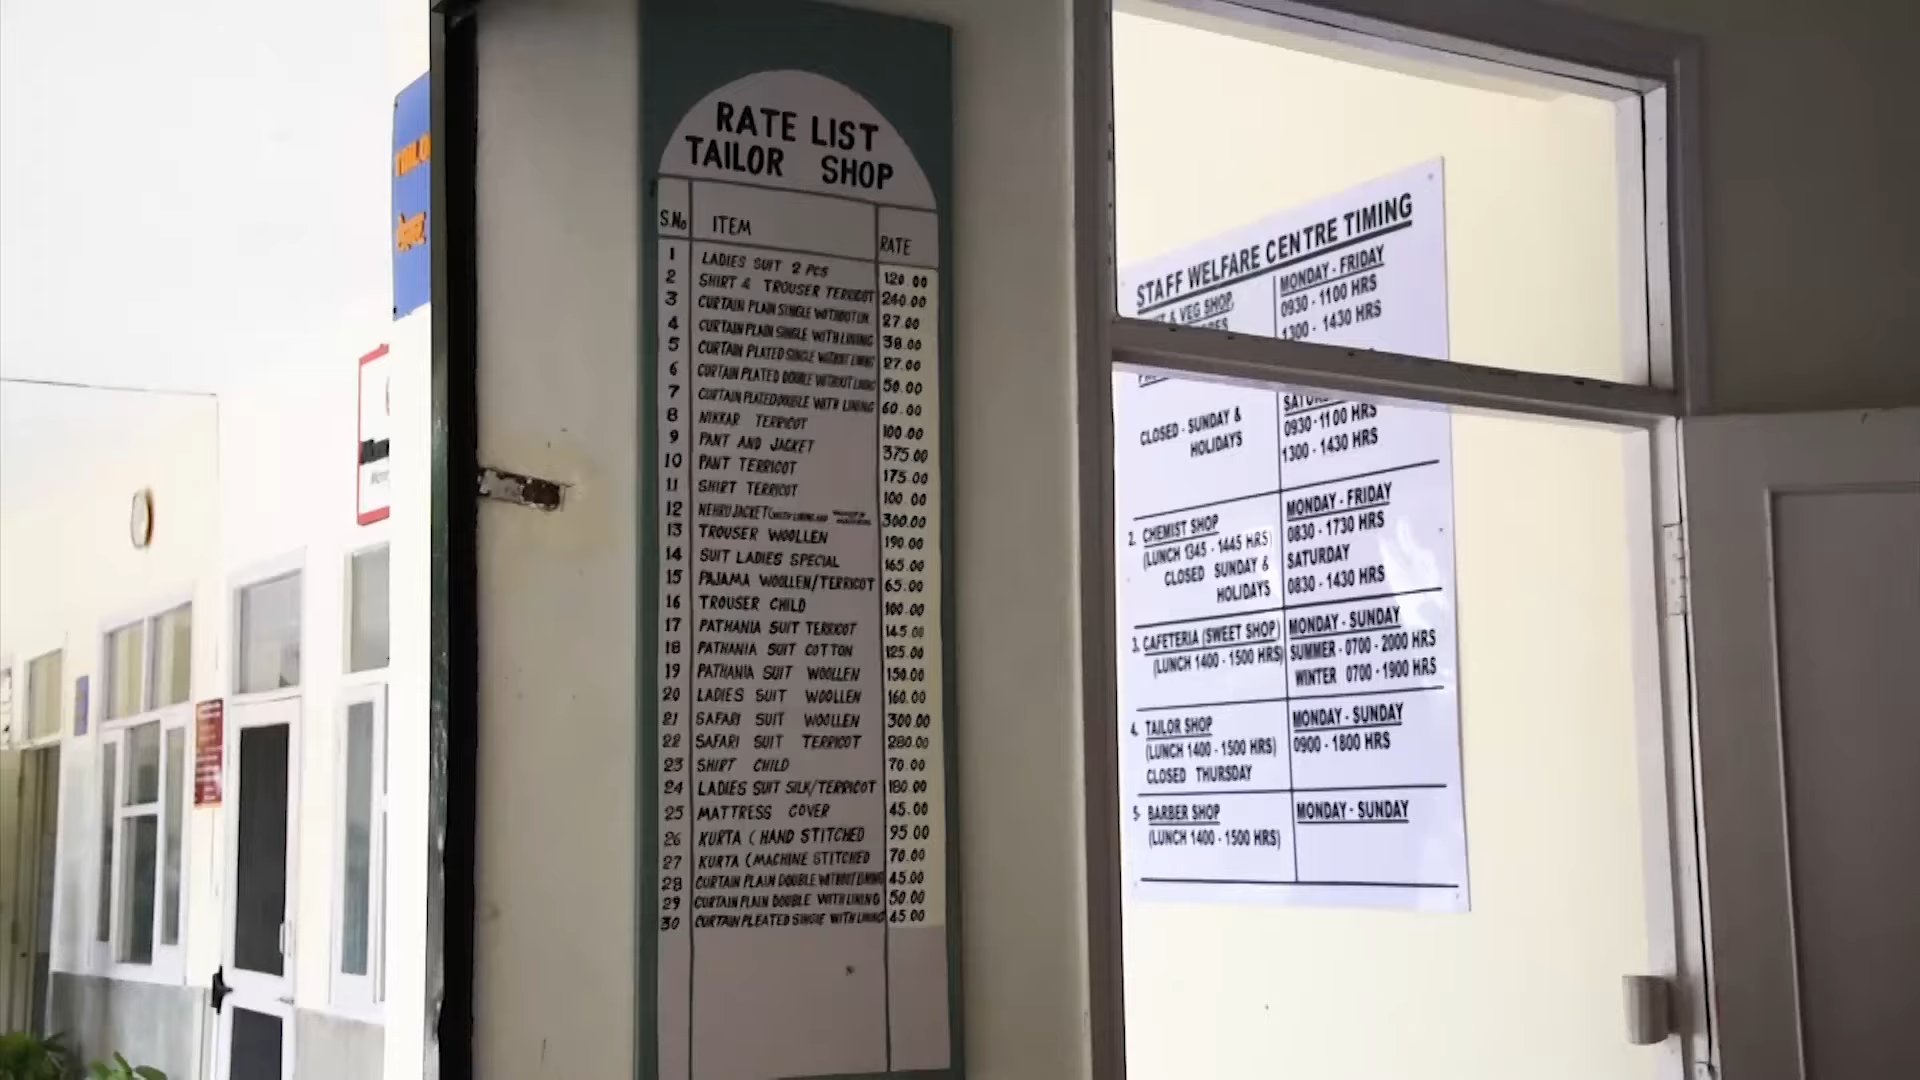 RATE LIST
TAILOR SHOP
S.No ITEM RATE
1 LADIES SUIT 2 PCS 120.00
2 SHIRT & TROUSER TERRICOT 240.00
3 CURTAIN PLAIN SINGLE WITHOUT LIN. 27.00
4 CURTAIN PLAIN SINGLE WITH LINING 38.00
5 CURTAIN PLATED SINGLE WITHOUT LINING 27.00
6 CURTAIN PLATED DOUBLE WITHOUT LINING 50.00
7 CURTAIN PLATED DOUBLE WITH LINING 60.00
8 NIKKAR TERRICOT 100.00
9 PANT AND JACKET 375.00
10 PANT TERRICOT 175.00
11 SHIRT TERRICOT 100.00
12 NEHRU JACKET (WITH LINING AND 300.00
13 TROUSER WOOLLEN 190.00
14 SUIT LADIES SPECIAL 165.00
15 PAJAMA WOOLLEN/TERRICOT 65.00
16 TROUSER CHILD 100.00
17 PATHANIA SUIT TERRICOT 145.00
18 PATHANIA SUIT COTTON 125.00
19 PATHANIA SUIT WOOLLEN 150.00
20 LADIES SUIT WOOLLEN 160.00
21 SAFARI SUIT WOOLLEN 300.00
22 SAFARI SUIT TERRICOT 280.00
23 SHIRT CHILD 70.00
24 LADIES SUIT SILK/TERRICOT 180.00
25 MATTRESS COVER 45.00
26 KURTA (HAND STITCHED 95.00
27 KURTA (MACHINE STITCHED 70.00
28 CURTAIN PLAIN DOUBLE WITHOUT LINING 45.00
29 CURTAIN PLAIN DOUBLE WITH LINING 50.00
30 CURTAIN PLEATED SINGLE WITH LINING 45.00
STAFF WELFARE CENTRE TIMING
& VEG SHOP,
MONDAY - FRIDAY
0930 - 1100 HRS
1300 - 1430 HRS
CLOSED - SUNDAY &
HOLIDAYS
0930 - 1100 HRS
1300 - 1430 HRS
2. CHEMIST SHOP
(LUNCH 1345 - 1445 HRS)
CLOSED SUNDAY &
HOLIDAYS
MONDAY - FRIDAY
0830 - 1730 HRS
SATURDAY
0830 - 1430 HRS
3. CAFETERIA (SWEET SHOP)
(LUNCH 1400 - 1500 HRS)
MONDAY - SUNDAY
SUMMER - 0700 - 2000 HRS
WINTER 0700 - 1900 HRS
4. TAILOR SHOP
(LUNCH 1400 - 1500 HRS)
CLOSED THURSDAY
MONDAY - SUNDAY
0900 - 1800 HRS
5. BARBER SHOP
(LUNCH 1400 - 1500 HRS)
MONDAY - SUNDAY